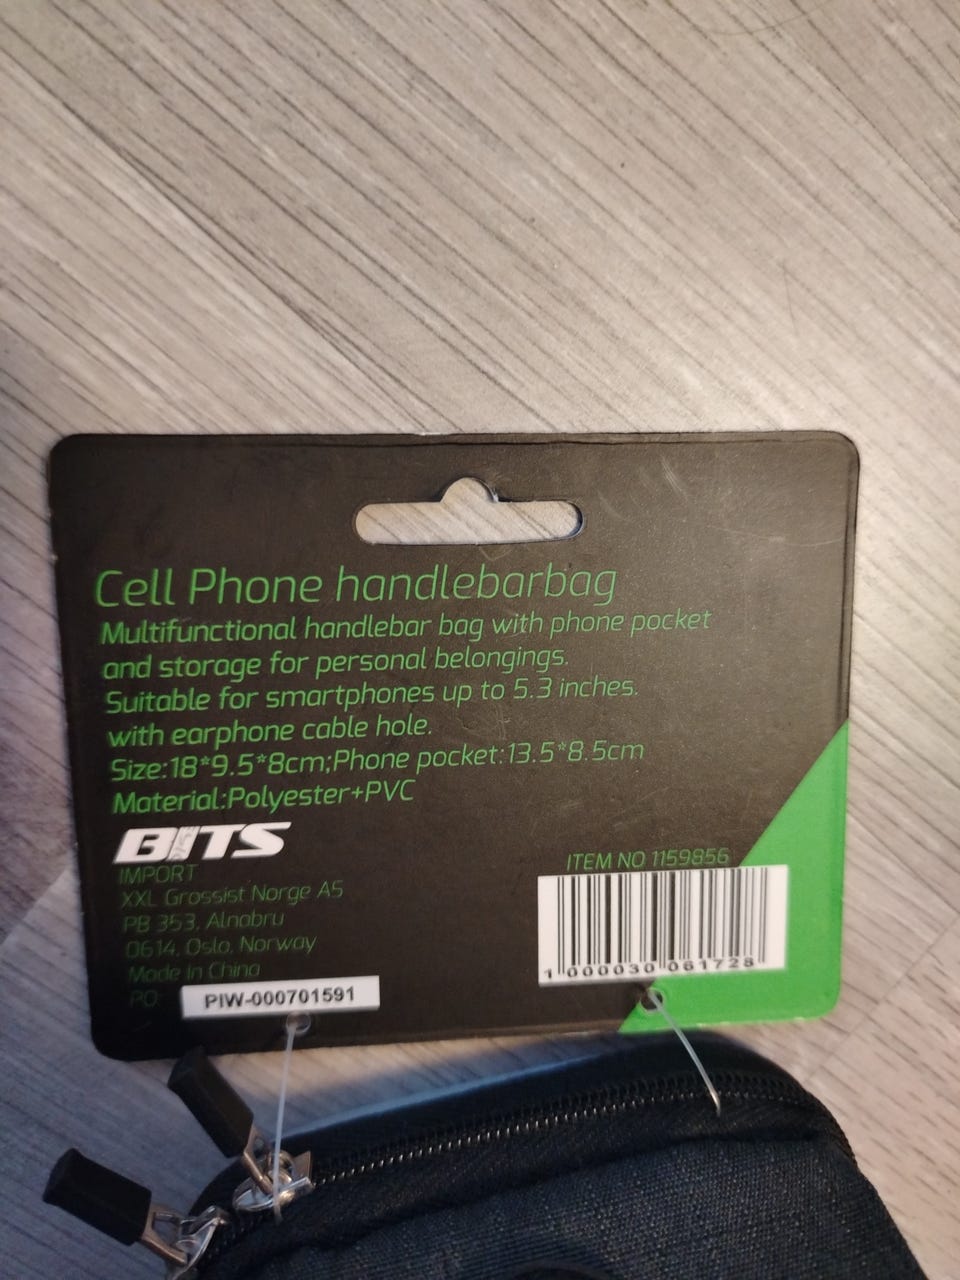 Cell Phone handlebarbag
Multifunctional handlebar bag with phone pocket
and storage for personal belongings.
Suitable for smartphones up to 5.3 inches.
with earphone cable hole.
Size:18*9.5*8cm;Phone pocket:13.5*8.5cm
Material:Polyester+PVC
BITS
IMPORT
XXL Grossist Norge AS
PB 353, Alnabru
0614, Oslo, Norway
Made In China
PO: PIW-000701591
ITEM NO 1159856
1 000030 061728